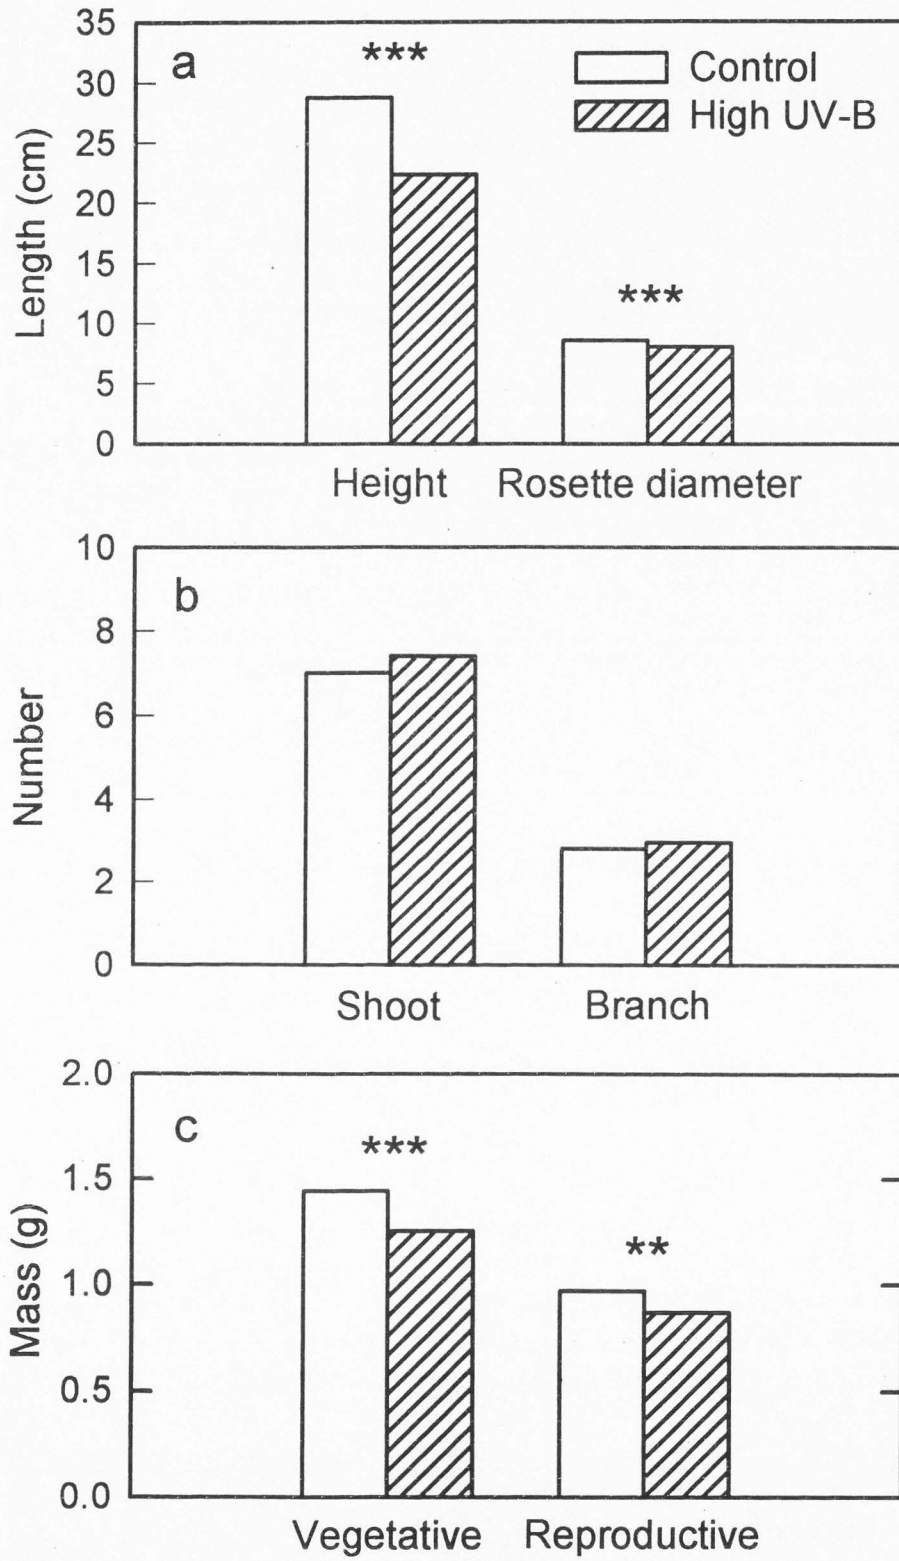 35
a
***
Control
30
High UV-B
25
20
15
***
10
5
0
Length (cm)
Height Rosette diameter
10
b
8
6
4
2
0
Number
Shoot Branch
2.0
c
***
1.5
**
1.0
0.5
0.0
Mass (g)
Vegetative Reproductive